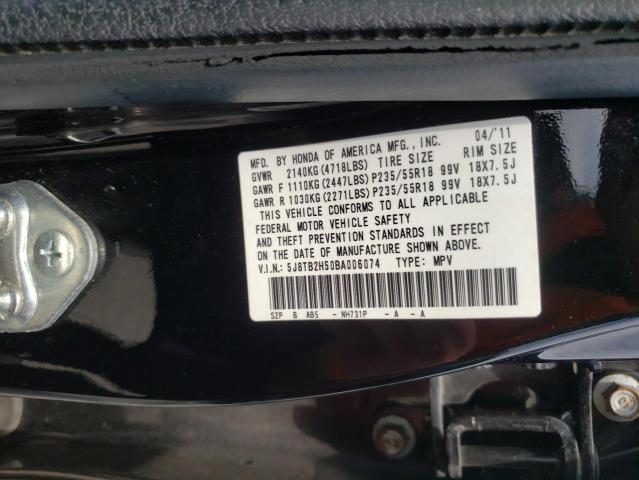 MFD. BY HONDA OF AMERICA MFG., INC. 04/'11
GVWR 2140KG(4718LBS) TIRE SIZE RIM SIZE
GAWR F 1110KG(2447LBS)P235/55R18 99V 18X7.5J
GAWR R 1030KG(2271LBS)P235/55R18 99V 18X7.5J
THIS VEHICLE CONFORMS TO ALL APPLICABLE
FEDERAL MOTOR VEHICLE SAFETY
AND THEFT PREVENTION STANDARDS IN EFFECT
ON THE DATE OF MANUFACTURE SHOWN ABOVE.
V.I.N.: 5J8TB2H50BA006074 TYPE: MPV
SZP B AB5 - NH731P - A - A